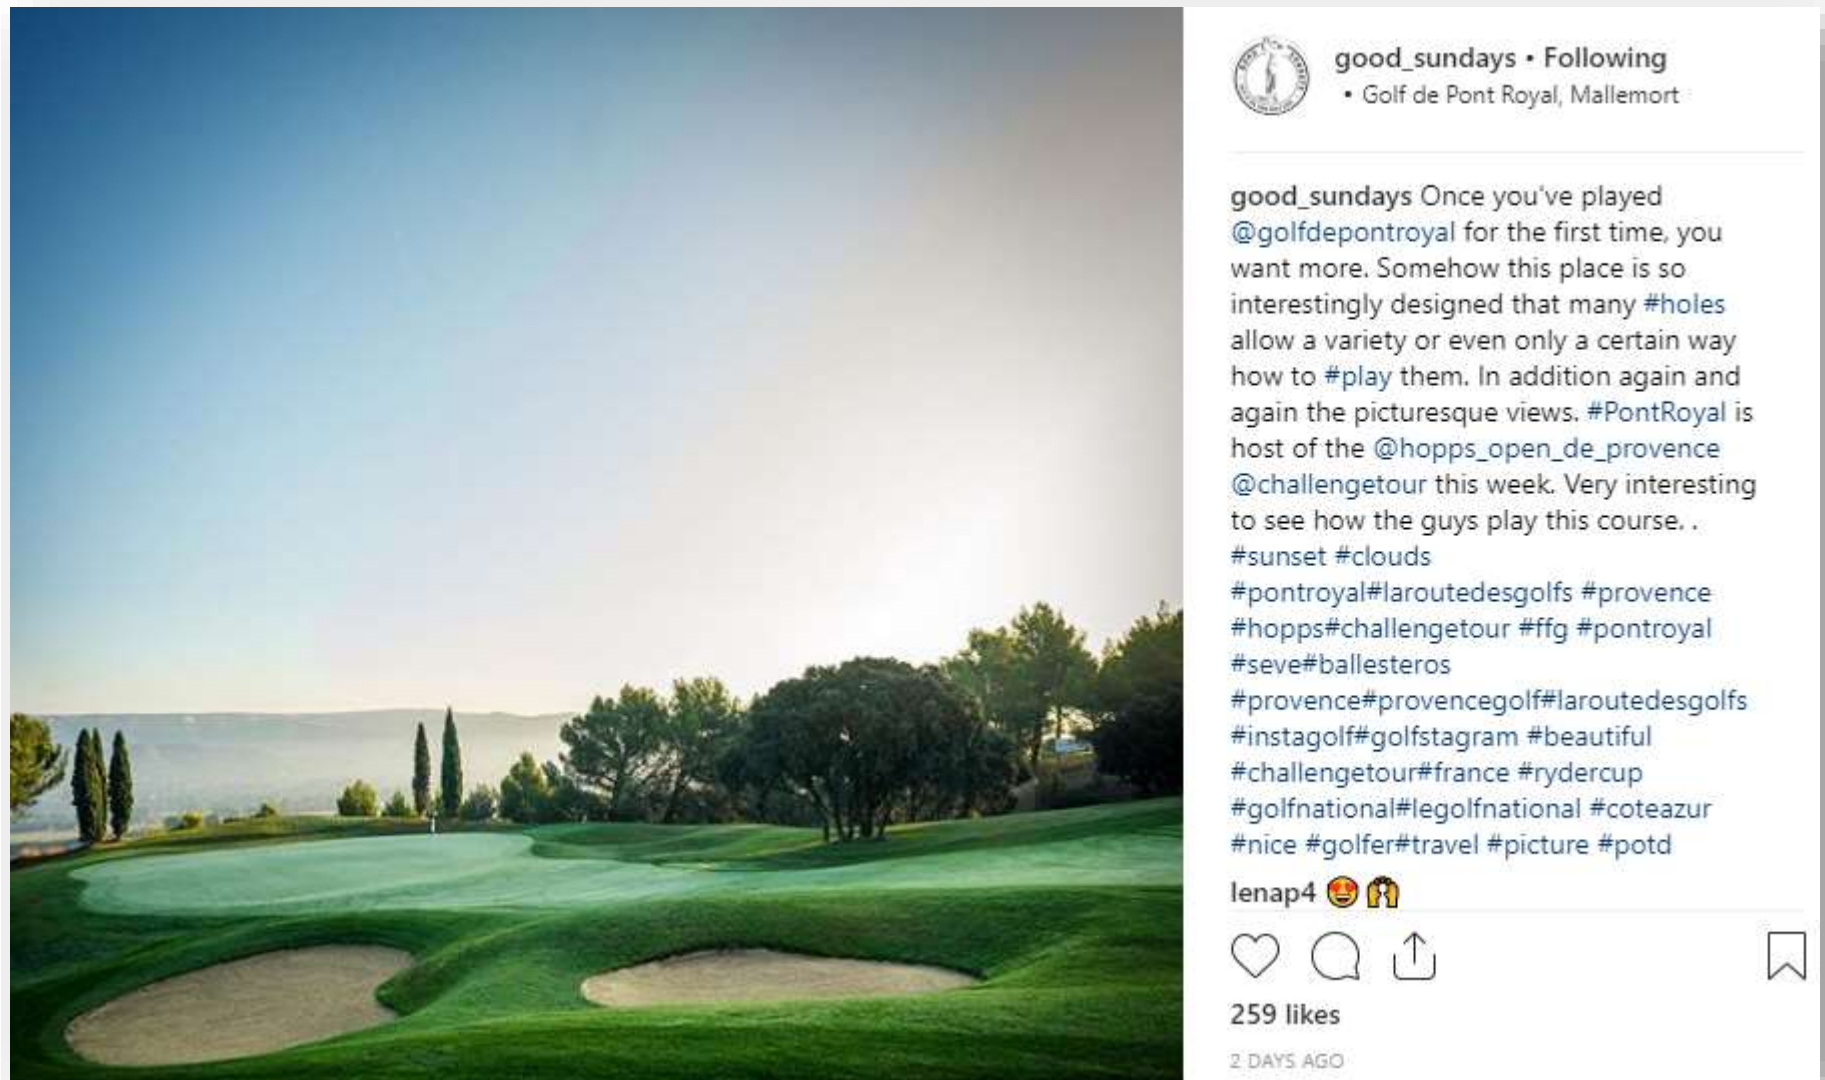 good_sundays • Following
• Golf de Pont Royal, Mallemort
good_sundays Once you've played
@golfdepontroyal for the first time, you
want more. Somehow this place is so
interestingly designed that many #holes
allow a variety or even only a certain way
how to #play them. In addition again and
again the picturesque views. #PontRoyal is
host of the @hopps_open_de_provence
@challengetour this week. Very interesting
to see how the guys play this course. .
#sunset #clouds
#pontroyal#laroutedesgolfs #provence
#hopps#challengetour #ffg #pontroyal
#seve#ballesteros
#provence#provencegolf#laroutedesgolfs
#instagolf#golfstagram #beautiful
#challengetour#france #rydercup
#golfnational#legolfnational #coteazur
#nice #golfer#travel #picture #potd
lenap4 😍 🙌
259 likes
2 DAYS AGO